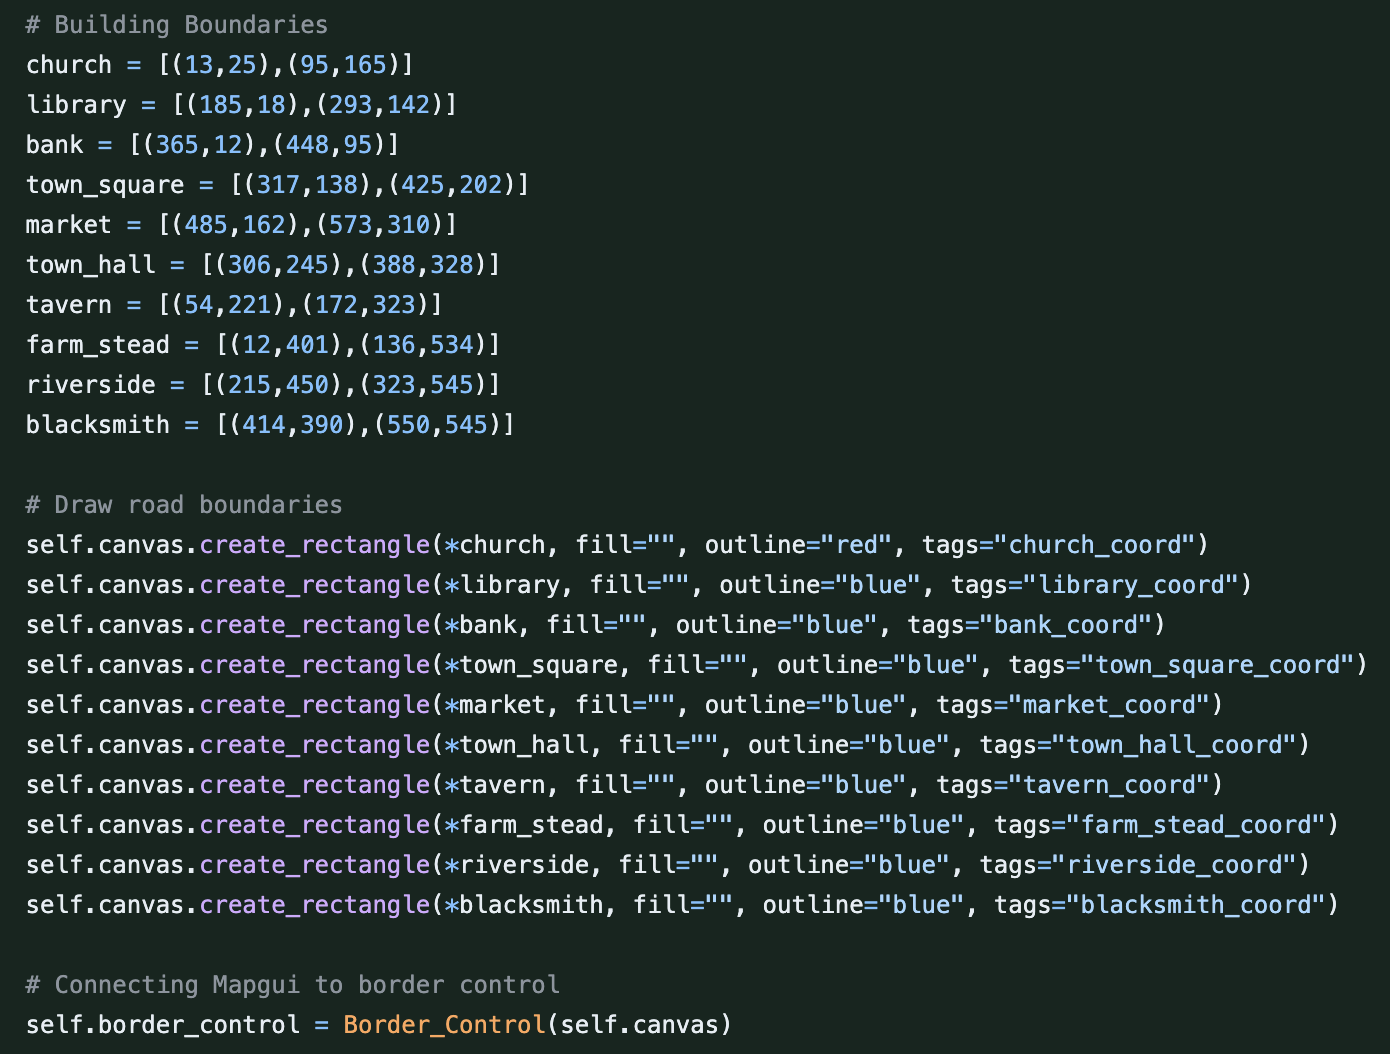 # Building Boundaries
church = [(13,25),(95,165)]
library = [(185,18),(293,142)]
bank = [(365,12),(448,95)]
town_square = [(317,138),(425,202)]
market = [(485,162),(573,310)]
town_hall = [(306,245),(388,328)]
tavern = [(54,221),(172,323)]
farm_stead = [(12,401),(136,534)]
riverside = [(215,450),(323,545)]
blacksmith = [(414,390),(550,545)]
# Draw road boundaries
self.canvas.create_rectangle(*church, fill="", outline="red", tags="church_coord")
self.canvas.create_rectangle(*library, fill="", outline="blue", tags="library_coord")
self.canvas.create_rectangle(*bank, fill="", outline="blue", tags="bank_coord")
self.canvas.create_rectangle(*town_square, fill="", outline="blue", tags="town_square_coord")
self.canvas.create_rectangle(*market, fill="", outline="blue", tags="market_coord")
self.canvas.create_rectangle(*town_hall, fill="", outline="blue", tags="town_hall_coord")
self.canvas.create_rectangle(*tavern, fill="", outline="blue", tags="tavern_coord")
self.canvas.create_rectangle(*farm_stead, fill="", outline="blue", tags="farm_stead_coord")
self.canvas.create_rectangle(*riverside, fill="", outline="blue", tags="riverside_coord")
self.canvas.create_rectangle(*blacksmith, fill="", outline="blue", tags="blacksmith_coord")
# Connecting Mapgui to border control
self.border_control = Border_Control(self.canvas)